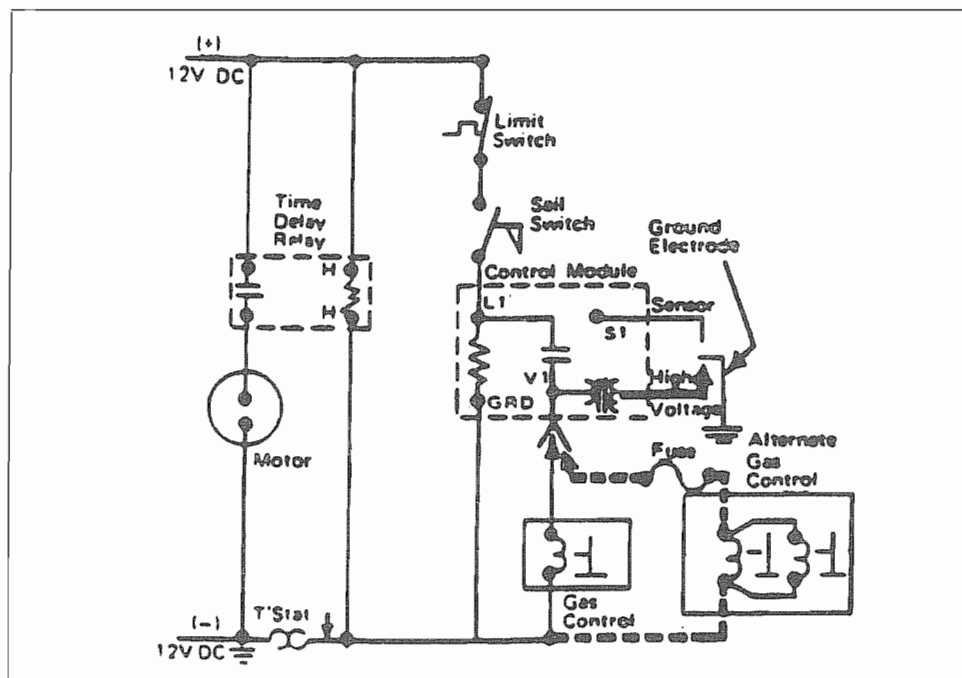 (+)
12V DC
Limit
Switch
Time
Delay
Relay
Sail
Switch
Ground
Electrode
H
H
Control Module
L1
Sensor
S1
V1
High
Voltage
GRD
Motor
Fuse
Alternate
Gas
Control
T'Stat
Gas
Control
(-)
12V DC